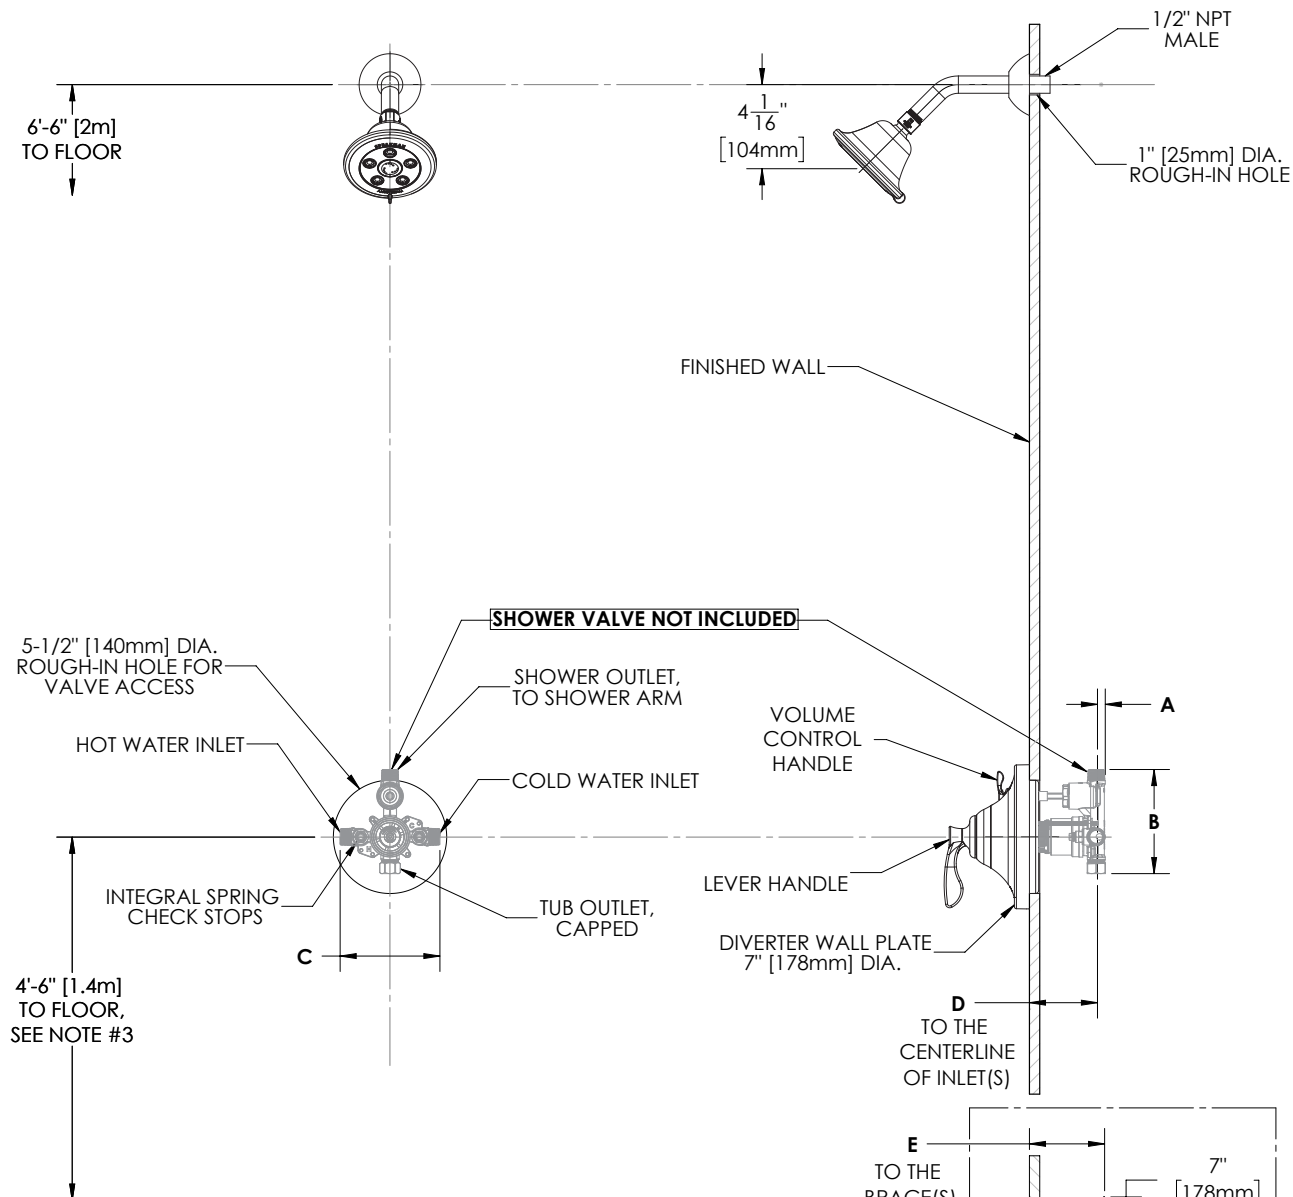 1/2" NPT
MALE
6'-6" [2m]
TO FLOOR
4 1/16"
[104mm]
1" [25mm] DIA.
ROUGH-IN HOLE
FINISHED WALL
SHOWER VALVE NOT INCLUDED
5-1/2" [140mm] DIA.
ROUGH-IN HOLE FOR
VALVE ACCESS
SHOWER OUTLET,
TO SHOWER ARM
HOT WATER INLET
COLD WATER INLET
VOLUME
CONTROL
HANDLE
A
B
INTEGRAL SPRING
CHECK STOPS
TUB OUTLET,
CAPPED
LEVER HANDLE
DIVERTER WALL PLATE
7" [178mm] DIA.
C
4'-6" [1.4m]
TO FLOOR,
SEE NOTE #3
D
TO THE
CENTERLINE
OF INLET(S)
E
TO THE
BRACE(S)
7"
[178mm]